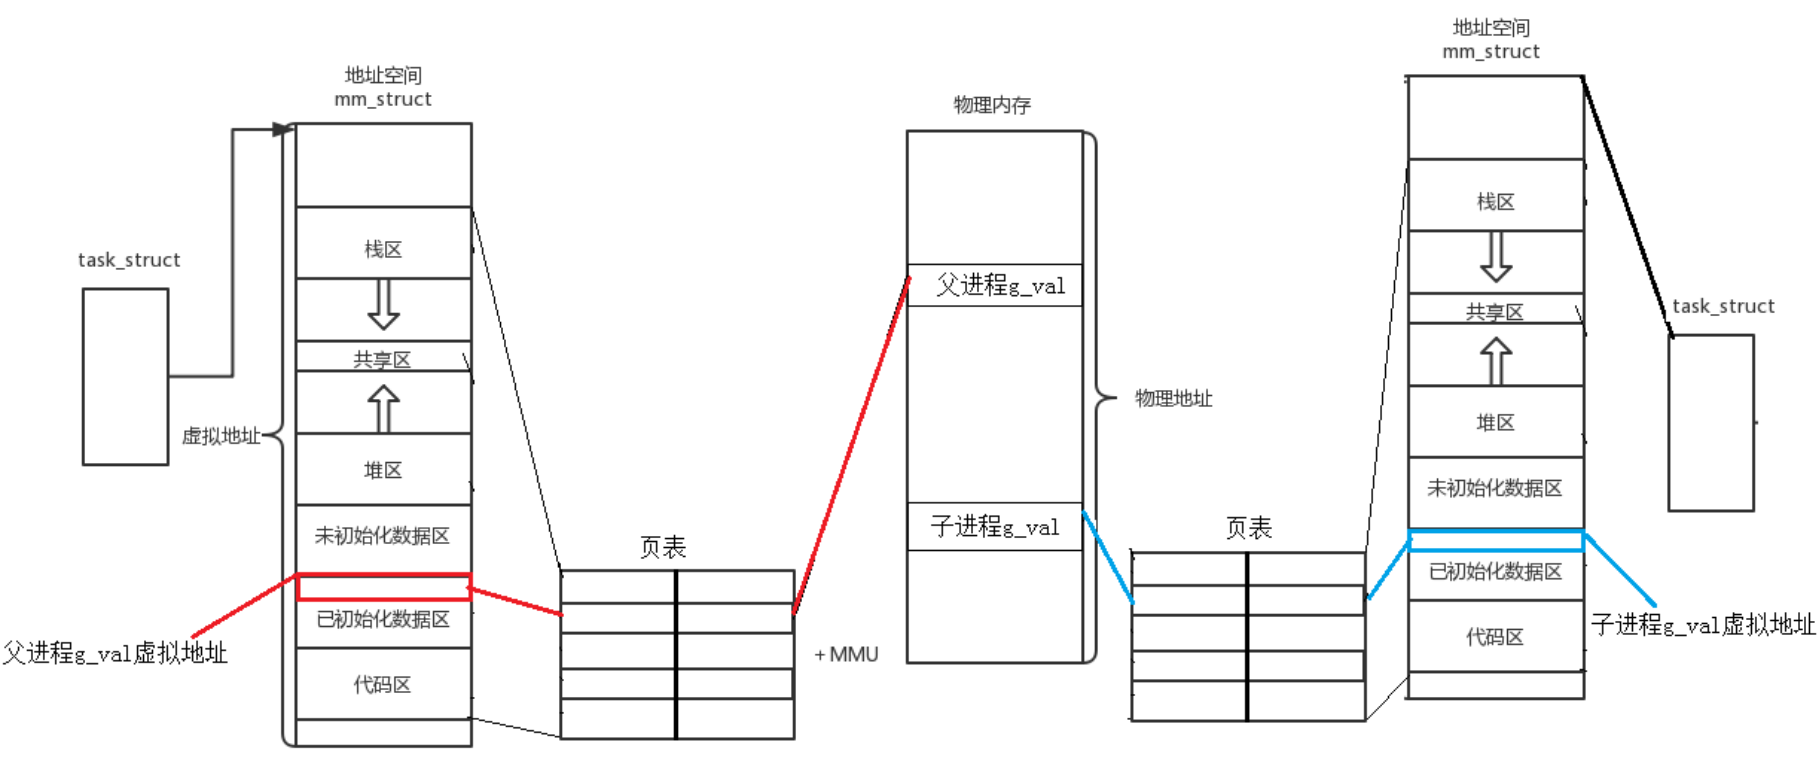 地址空间
mm_struct
task_struct
栈区
共享区
虚拟地址
堆区
未初始化数据区
已初始化数据区
父进程g_val虚拟地址
代码区
页表
+ MMU
物理内存
父进程g_val
物理地址
子进程g_val
页表
地址空间
mm_struct
栈区
共享区
task_struct
堆区
未初始化数据区
已初始化数据区
子进程g_val虚拟地址
代码区